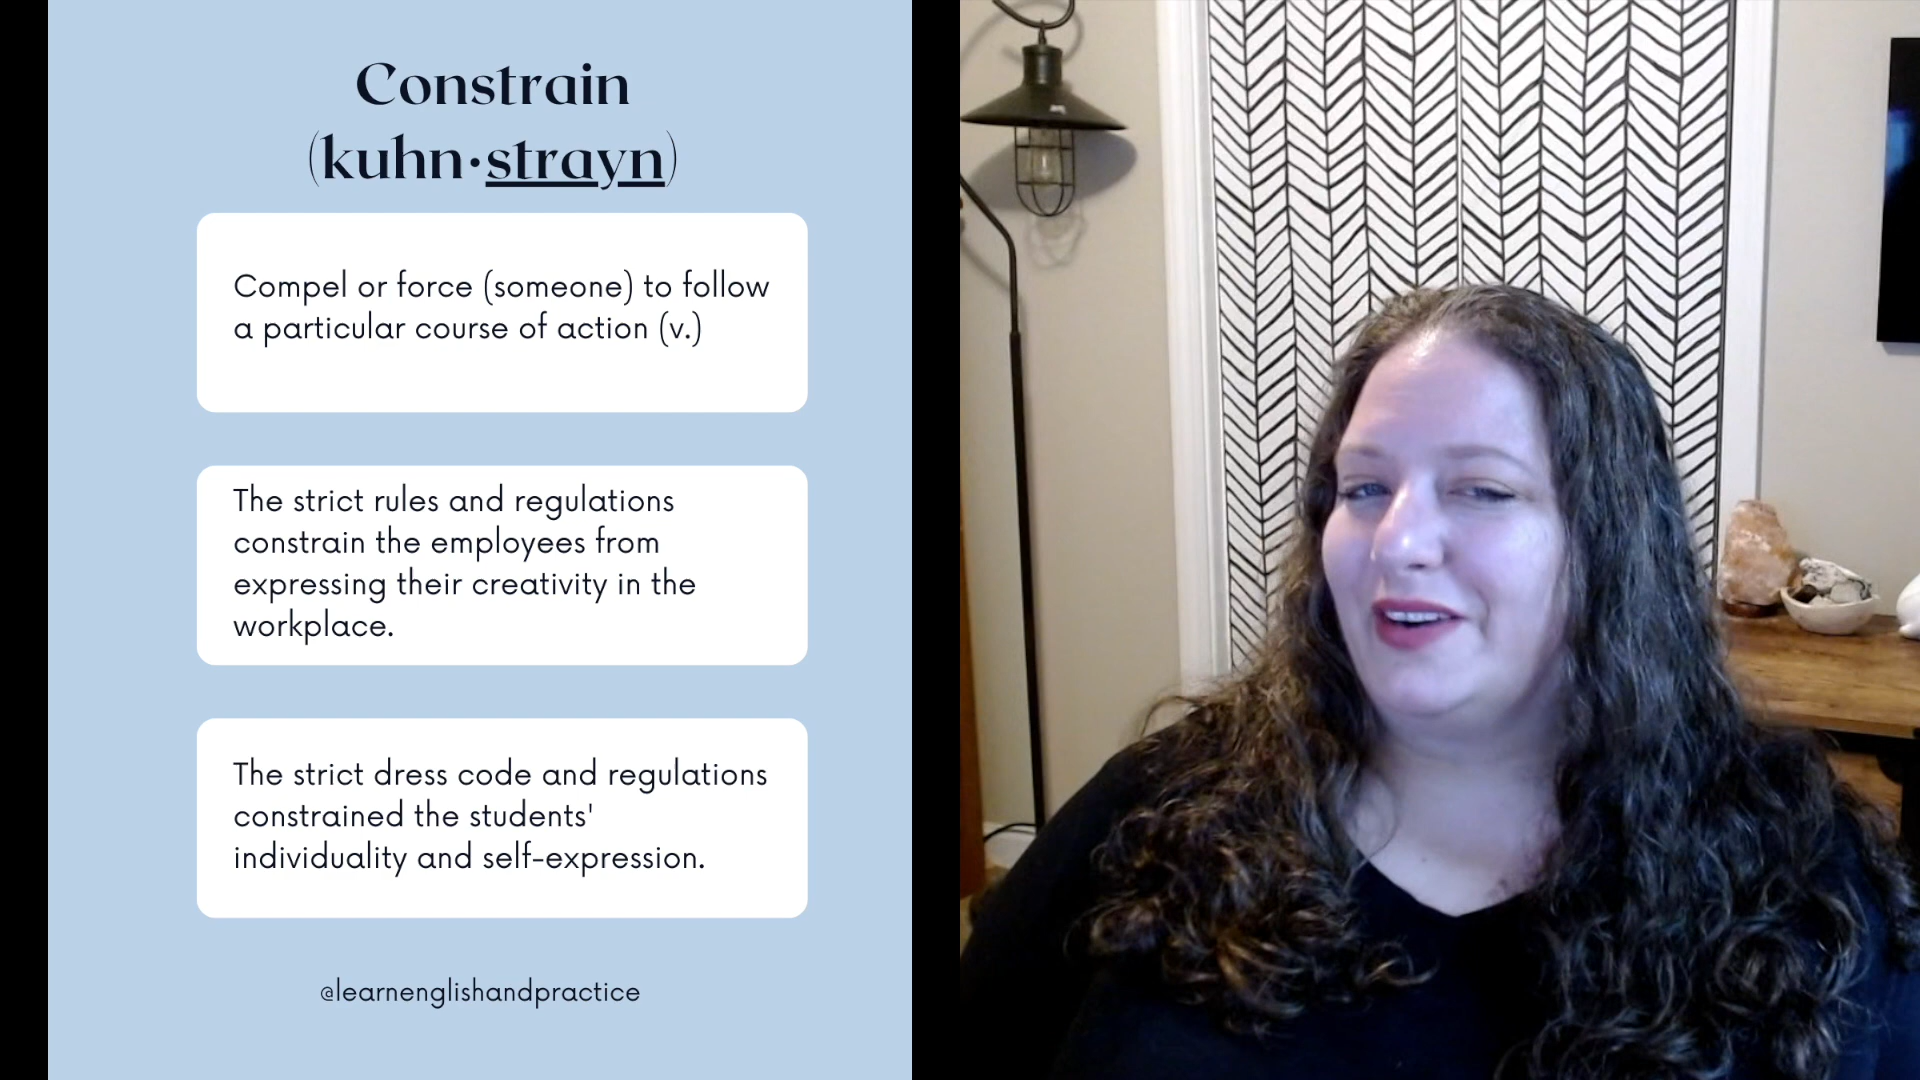 Constrain
(kuhn·strayn)
Compel or force (someone) to follow
a particular course of action (v.)
The strict rules and regulations
constrain the employees from
expressing their creativity in the
workplace.
The strict dress code and regulations
constrained the students'
individuality and self-expression.
@learnenglishandpractice